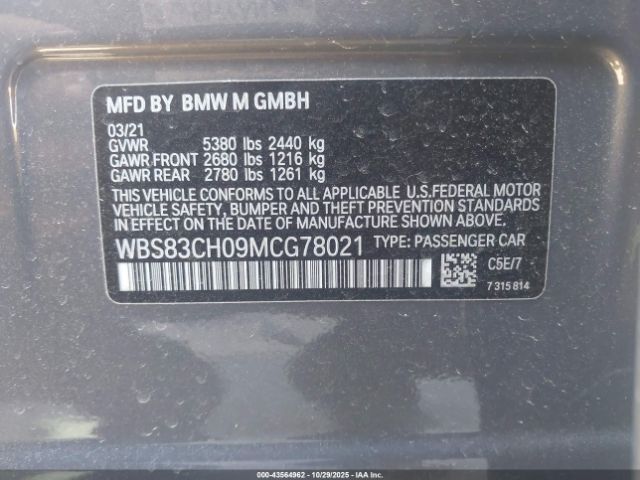 MFD BY BMW M GMBH
03/21
GVWR 5380 lbs 2440 kg
GAWR FRONT 2680 lbs 1216 kg
GAWR REAR 2780 lbs 1261 kg
THIS VEHICLE CONFORMS TO ALL APPLICABLE U.S.FEDERAL MOTOR
VEHICLE SAFETY, BUMPER AND THEFT PREVENTION STANDARDS
IN EFFECT ON THE DATE OF MANUFACTURE SHOWN ABOVE.
WBS83CH09MCG78021 TYPE: PASSENGER CAR
C5E/7
7 315 814
000-43564962 10/29/2025 IAAI.COM